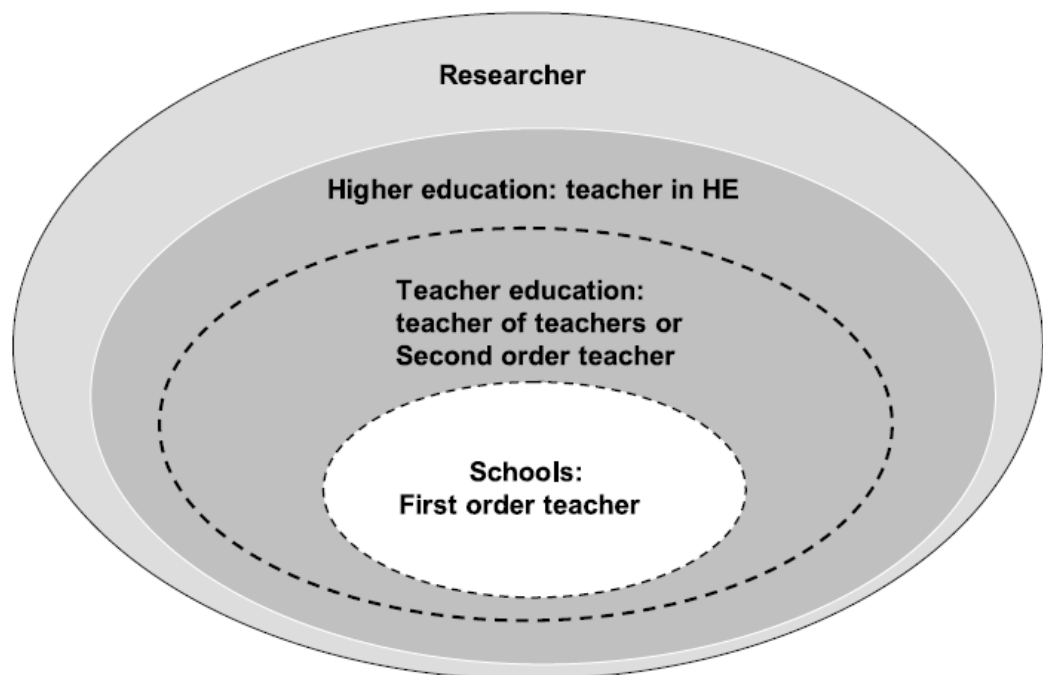 Researcher
Higher education: teacher in HE
Teacher education:
teacher of teachers or
Second order teacher
Schools:
First order teacher